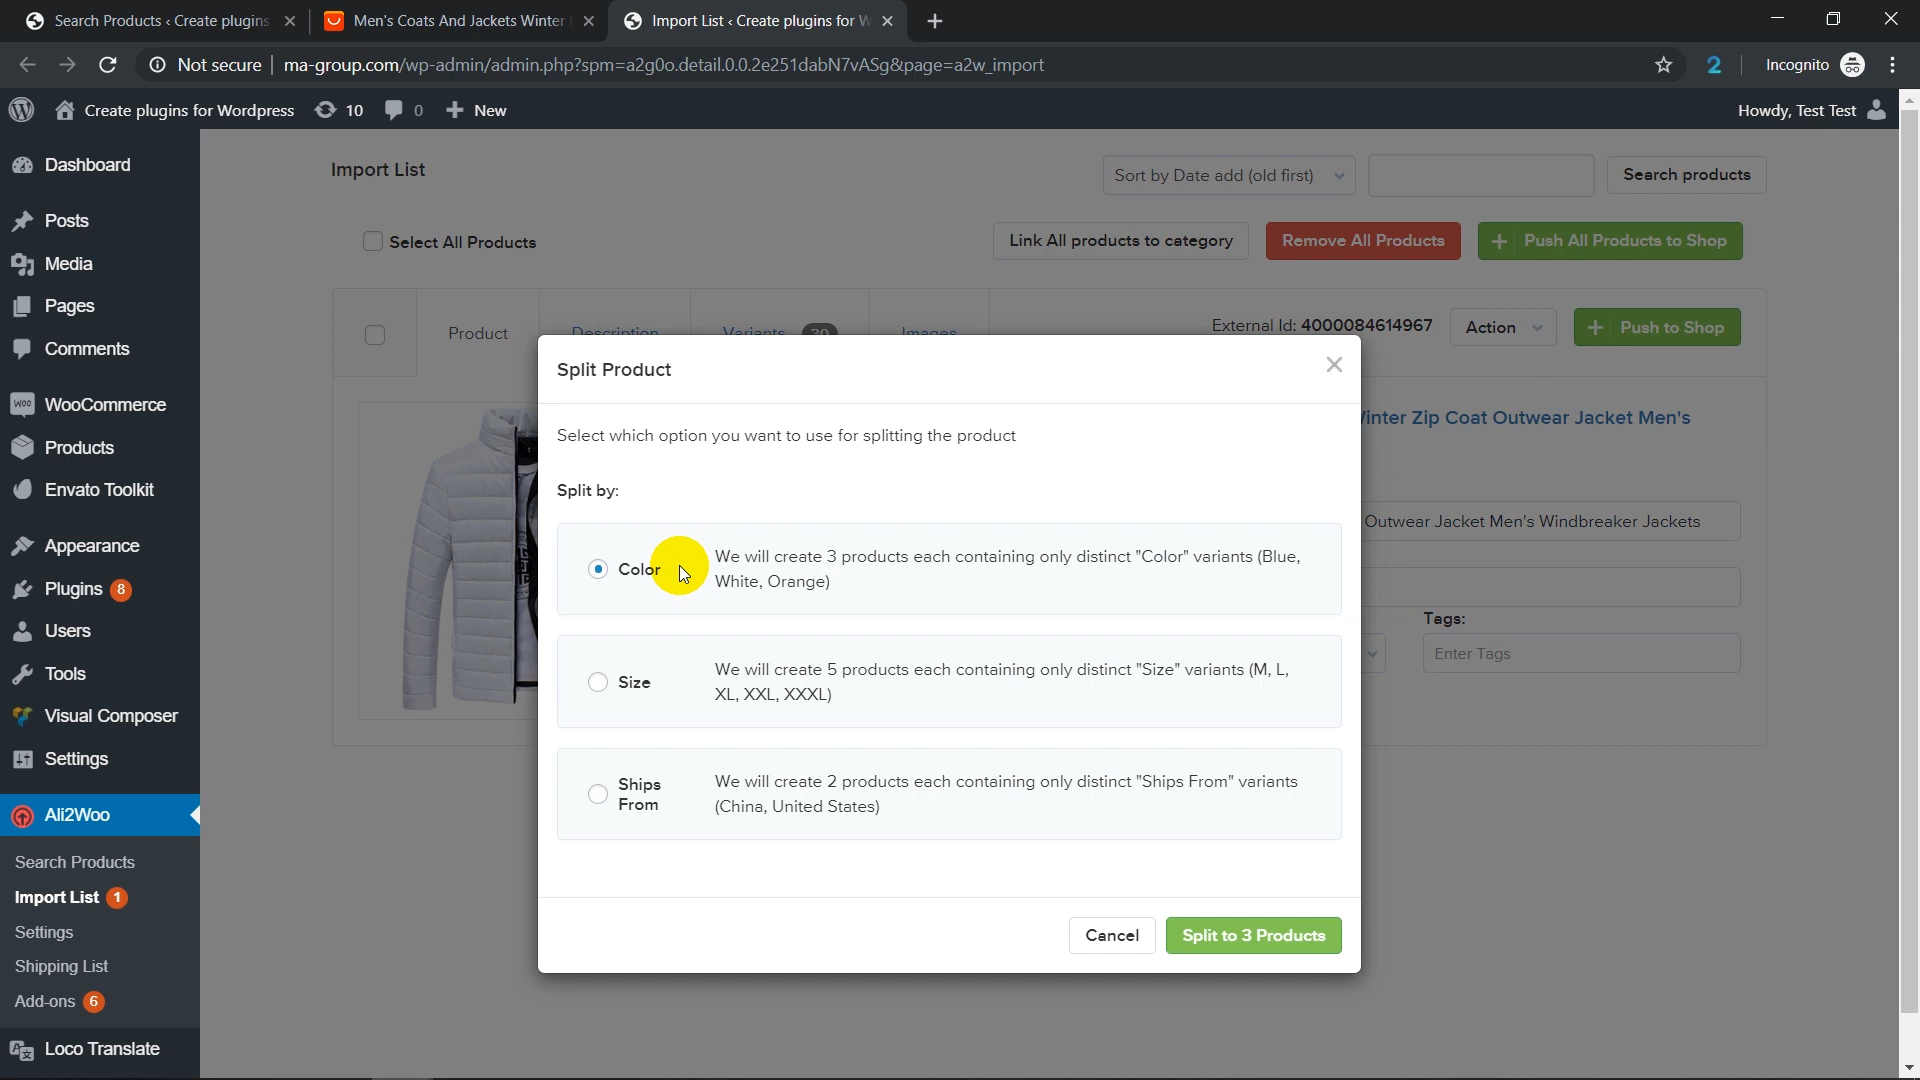 Search Products ‹ Create plugins
Men's Coats And Jackets Winter
Import List ‹ Create plugins for W
Not secure
ma-group.com/wp-admin/admin.php?spm=a2g0o.detail.0.0.2e251dabN7vASg&page=a2w_import
2
Incognito
Create plugins for Wordpress
10
0
New
Howdy, Test Test
Dashboard
Posts
Media
Pages
Comments
Woo
WooCommerce
Products
Envato Toolkit
Appearance
Plugins 8
Users
Tools
Visual Composer
Settings
Ali2Woo
Search Products
Import List 1
Settings
Shipping List
Add-ons 6
Loco Translate
Import List
Sort by Date add (old first)
Search products
Select All Products
Link All products to category
Remove All Products
+ Push All Products to Shop
Product
Description
Variants 30
Images
External Id: 4000084614967
Action
+ Push to Shop
Winter Zip Coat Outwear Jacket Men's
Outwear Jacket Men's Windbreaker Jackets
Tags:
Enter Tags
Split Product
Select which option you want to use for splitting the product
Split by:
Color
We will create 3 products each containing only distinct "Color" variants (Blue,
White, Orange)
Size
We will create 5 products each containing only distinct "Size" variants (M, L,
XL, XXL, XXXL)
Ships
From
We will create 2 products each containing only distinct "Ships From" variants
(China, United States)
Cancel
Split to 3 Products